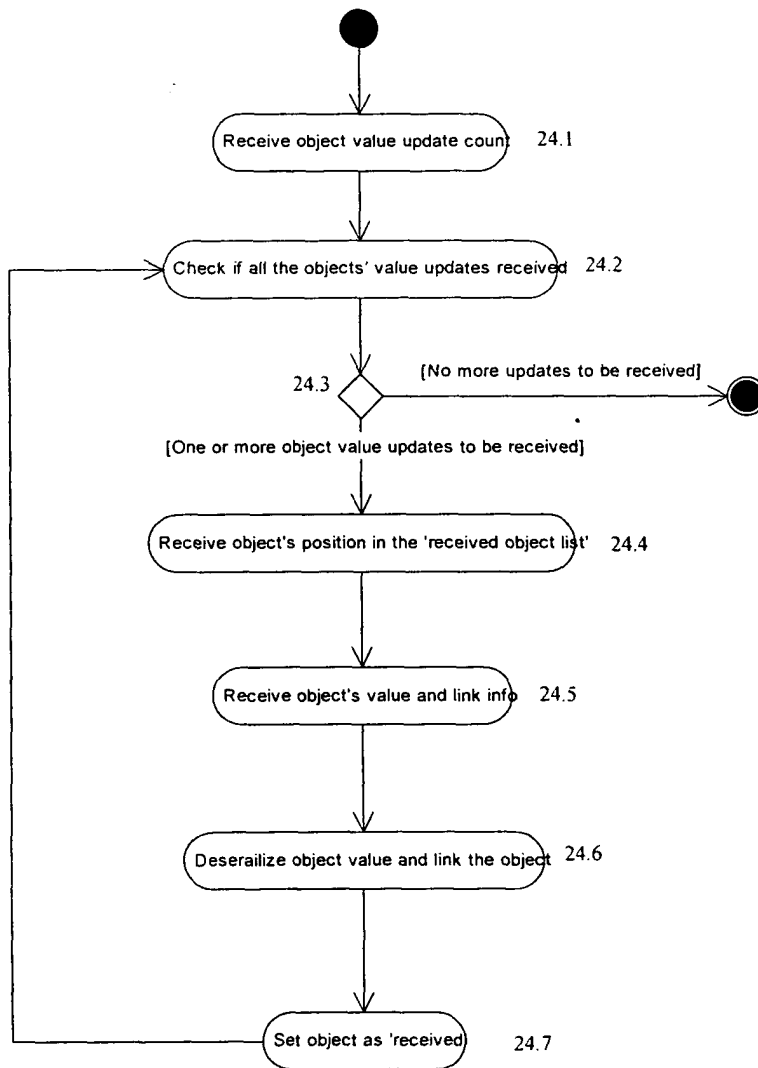 Receive object value update count 24.1
Check if all the objects' value updates received 24.2
24.3 [No more updates to be received]
[One or more object value updates to be received]
Receive object's position in the 'received object list' 24.4
Receive object's value and link info 24.5
Deserailize object value and link the object 24.6
Set object as 'received 24.7